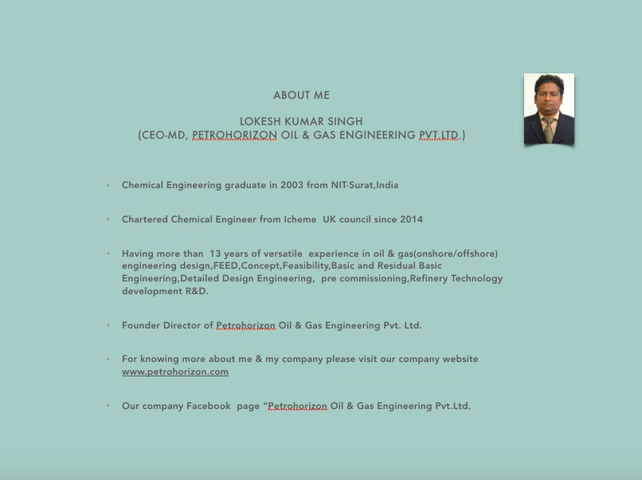 ABOUT ME
LOKESH KUMAR SINGH
(CEO-MD, PETROHORIZON OIL & GAS ENGINEERING PVT.LTD.)
• Chemical Engineering graduate in 2003 from NIT-Surat,India
• Chartered Chemical Engineer from Icheme UK council since 2014
• Having more than 13 years of versatile experience in oil & gas(onshore/offshore)
engineering design,FEED,Concept,Feasibility,Basic and Residual Basic
Engineering,Detailed Design Engineering, pre commissioning,Refinery Technology
development R&D.
• Founder Director of Petrohorizon Oil & Gas Engineering Pvt. Ltd.
• For knowing more about me & my company please visit our company website
www.petrohorizon.com
• Our company Facebook page “Petrohorizon Oil & Gas Engineering Pvt.Ltd.